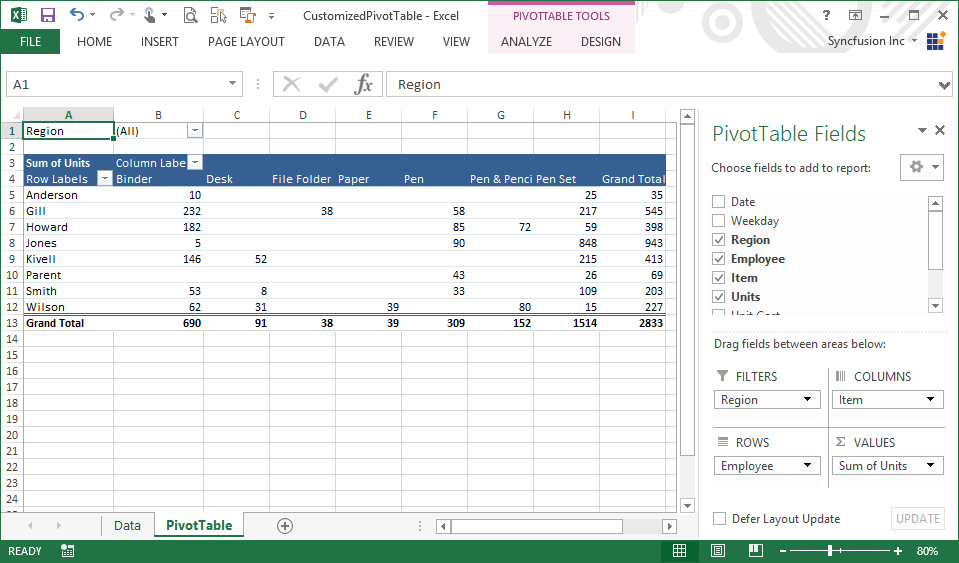 CustomizedPivotTable - Excel
PIVOTTABLE TOOLS
?
FILE HOME INSERT PAGE LAYOUT DATA REVIEW VIEW ANALYZE DESIGN Syncfusion Inc
A1 fx Region
A B C D E F G H I
1 Region (All)
2
3 Sum of Units Column Labe
4 Row Labels Binder Desk File Folder Paper Pen Pen & Penci Pen Set Grand Total
5 Anderson 10 25 35
6 Gill 232 38 58 217 545
7 Howard 182 85 72 59 398
8 Jones 5 90 848 943
9 Kivell 146 52 215 413
10 Parent 43 26 69
11 Smith 53 8 33 109 203
12 Wilson 62 31 39 80 15 227
13 Grand Total 690 91 38 39 309 152 1514 2833
14
15
16
17
18
19
20
21
22
23
24
Data PivotTable
PivotTable Fields
Choose fields to add to report:
Date
Weekday
Region
Employee
Item
Units
Unit Cost
Drag fields between areas below:
FILTERS COLUMNS
Region Item
ROWS Σ VALUES
Employee Sum of Units
Defer Layout Update UPDATE
READY 80%